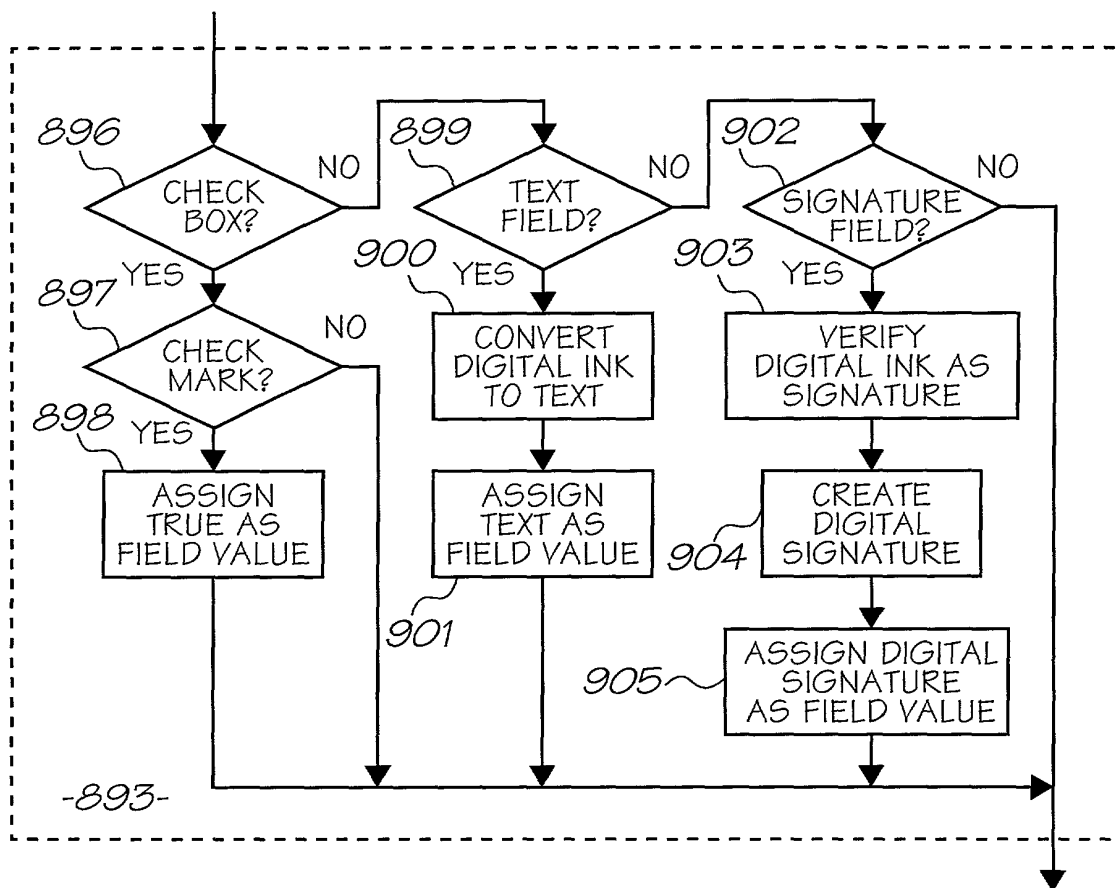 896
CHECK
BOX?
NO
YES
897
CHECK
MARK?
NO
YES
898
ASSIGN
TRUE AS
FIELD VALUE
899
TEXT
FIELD?
NO
YES
900
CONVERT
DIGITAL INK
TO TEXT
ASSIGN
TEXT AS
FIELD VALUE
901
902
SIGNATURE
FIELD?
NO
YES
903
VERIFY
DIGITAL INK AS
SIGNATURE
CREATE
DIGITAL
SIGNATURE
904
ASSIGN DIGITAL
SIGNATURE
AS FIELD VALUE
905
-893-